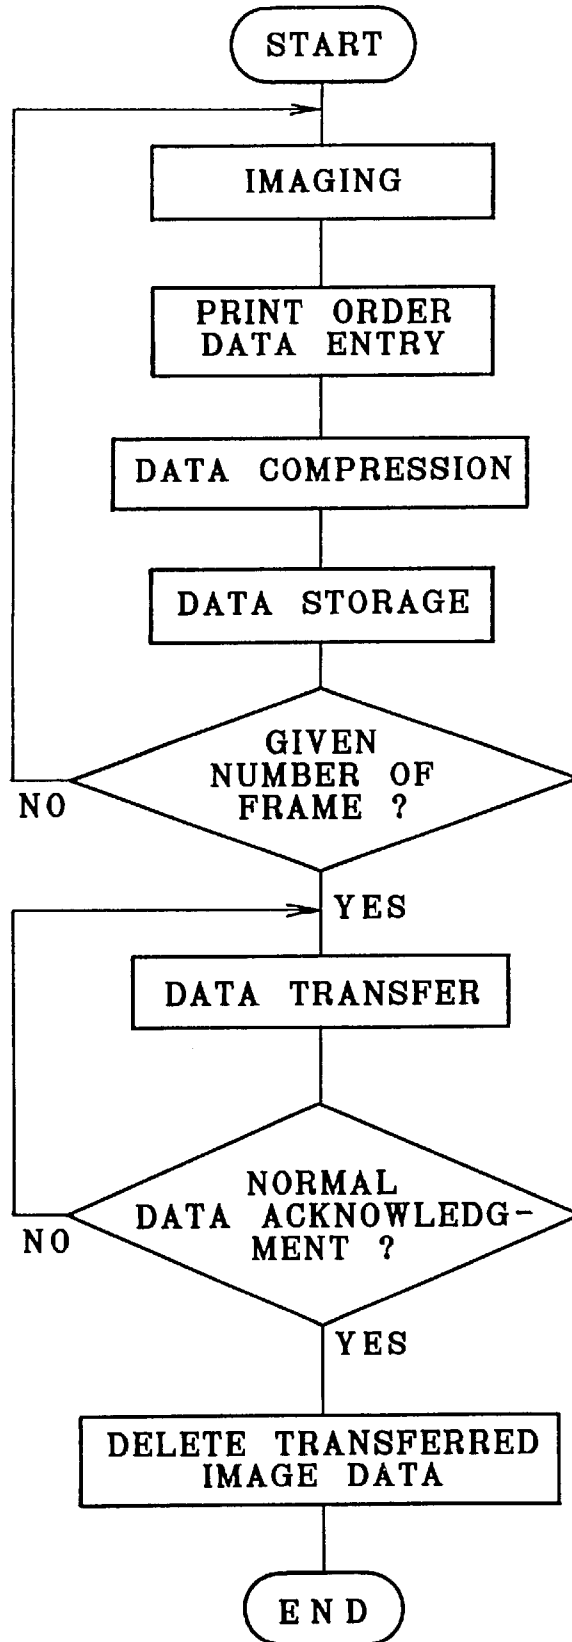 START
IMAGING
PRINT ORDER
DATA ENTRY
DATA COMPRESSION
DATA STORAGE
GIVEN
NUMBER OF
FRAME ?
NO
YES
DATA TRANSFER
NORMAL
DATA ACKNOWLEDG-
MENT ?
NO
YES
DELETE TRANSFERRED
IMAGE DATA
END